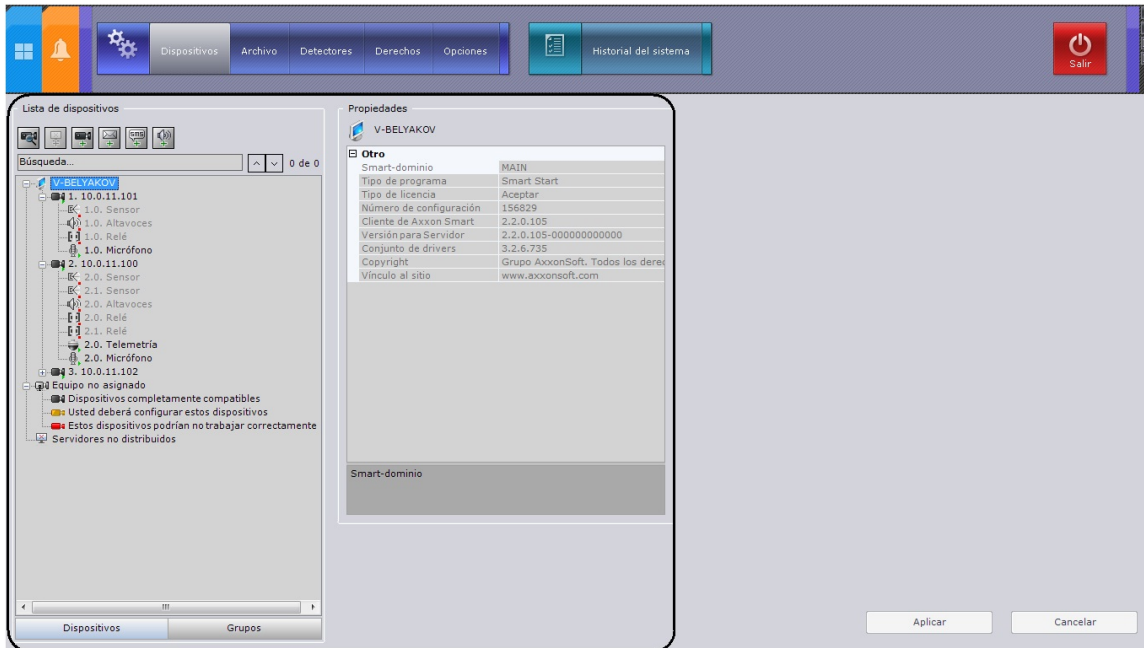 Dispositivos Archivo Detectores Derechos Opciones Historial del sistema Salir
Lista de dispositivos
Búsqueda... 0 de 0
V-BELYAKOV
1. 10.0.11.101
1.0. Sensor
1.0. Altavoces
1.0. Relé
1.0. Micrófono
2. 10.0.11.100
2.0. Sensor
2.1. Sensor
2.0. Altavoces
2.0. Relé
2.1. Relé
2.0. Telemetría
2.0. Micrófono
3. 10.0.11.102
Equipo no asignado
Dispositivos completamente compatibles
Usted deberá configurar estos dispositivos
Estos dispositivos podrían no trabajar correctamente
Servidores no distribuidos
Dispositivos Grupos
Propiedades
V-BELYAKOV
Otro
Smart-dominio MAIN
Tipo de programa Smart Start
Tipo de licencia Aceptar
Número de configuración 156829
Cliente de Axxon Smart 2.2.0.105
Versión para Servidor 2.2.0.105-000000000000
Conjunto de drivers 3.2.6.735
Copyright Grupo AxxonSoft. Todos los dere
Vínculo al sitio www.axxonsoft.com
Smart-dominio
Aplicar Cancelar